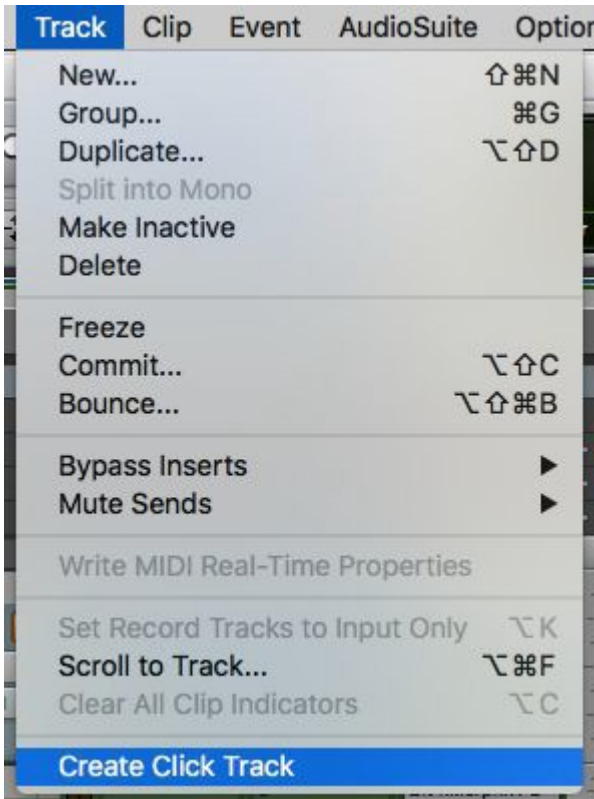 Track Clip Event AudioSuite Option
New... ⇧⌘N
Group... ⌘G
Duplicate... ⌥⇧D
Split into Mono
Make Inactive
Delete
Freeze
Commit... ⌥⇧C
Bounce... ⌥⇧⌘B
Bypass Inserts ▶
Mute Sends ▶
Write MIDI Real-Time Properties
Set Record Tracks to Input Only ⌥K
Scroll to Track... ⌥⌘F
Clear All Clip Indicators ⌥C
Create Click Track